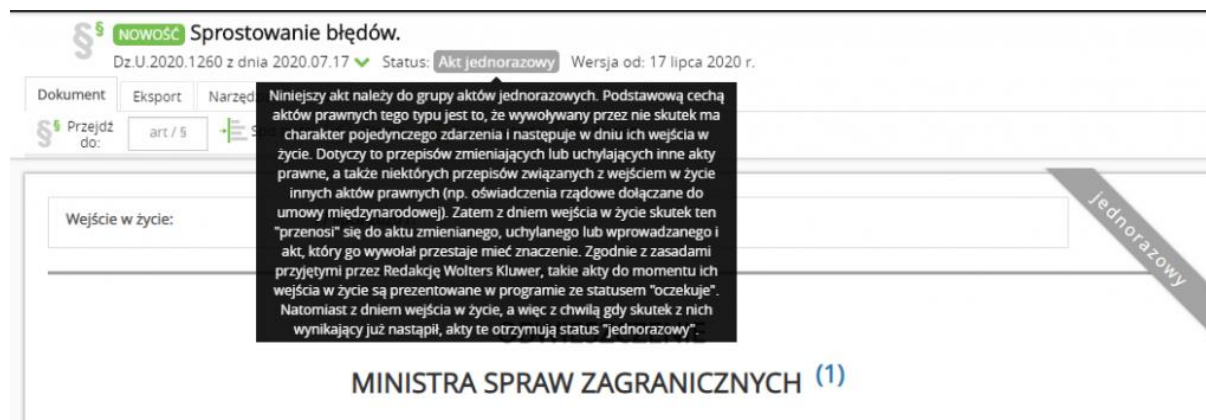 §§ NOWOŚĆ Sprostowanie błędów.
Dz.U.2020.1260 z dnia 2020.07.17 Status: Akt jednorazowy Wersja od: 17 lipca 2020 r.
Dokument Eksport Narzędz
Niniejszy akt należy do grupy aktów jednorazowych. Podstawową cechą
aktów prawnych tego typu jest to, że wywoływany przez nie skutek ma
charakter pojedynczego zdarzenia i następuje w dniu ich wejścia w
życie. Dotyczy to przepisów zmieniających lub uchylających inne akty
prawne, a także niektórych przepisów związanych z wejściem w życie
innych aktów prawnych (np. oświadczenia rządowe dołączane do
umowy międzynarodowej). Zatem z dniem wejścia w życie skutek ten
"przenosi" się do aktu zmienianego, uchylanego lub wprowadzanego i
akt, który go wywołał przestaje mieć znaczenie. Zgodnie z zasadami
przyjętymi przez Redakcję Wolters Kluwer, takie akty do momentu ich
wejścia w życie są prezentowane w programie ze statusem "oczekuje".
Natomiast z dniem wejścia w życie, a więc z chwilą gdy skutek z nich
wynikający już nastąpił, akty te otrzymują status "jednorazowy".
§§ Przejdź
do:
art / §
Wejście w życie:
jednorazowy
MINISTRA SPRAW ZAGRANICZNYCH (1)